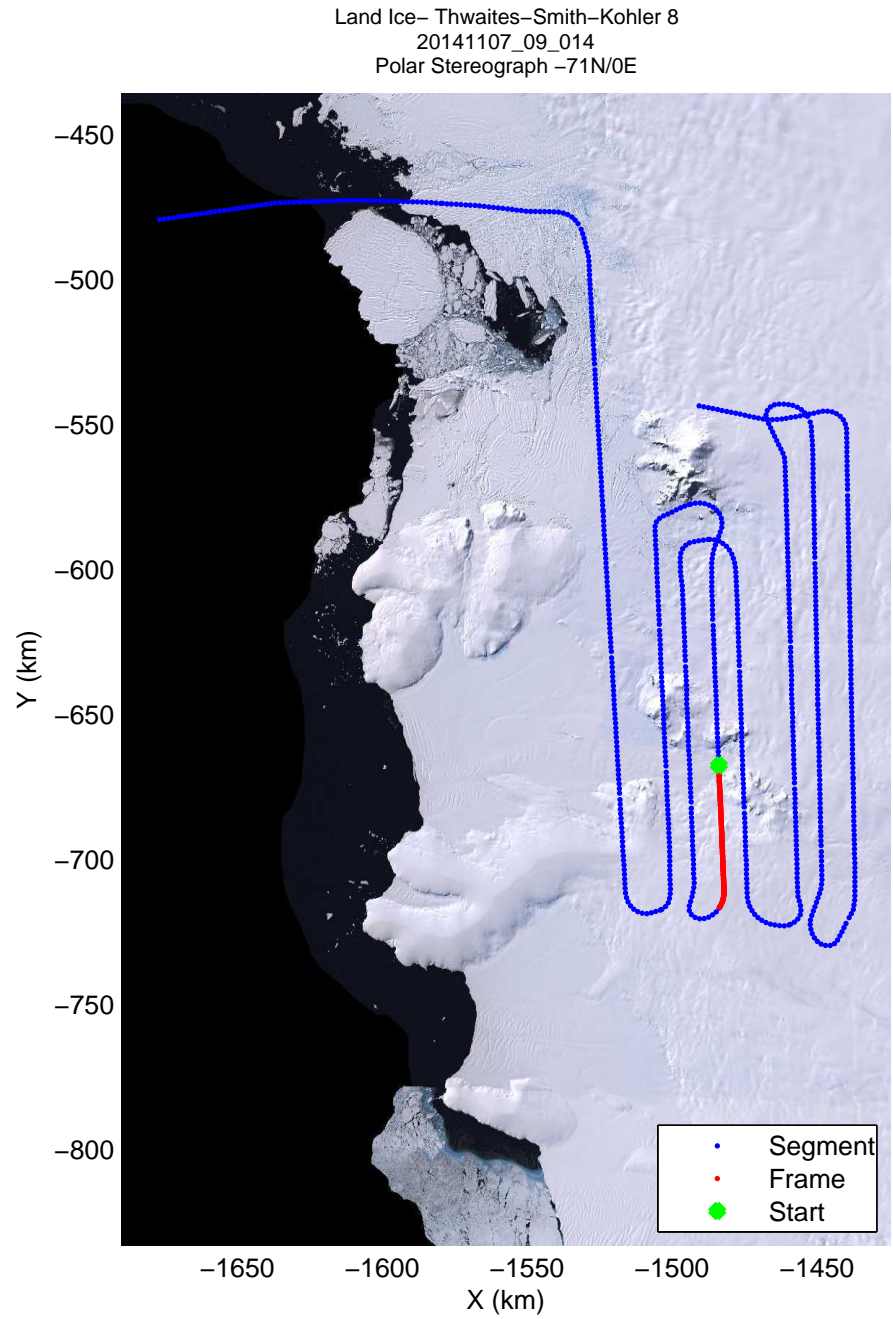 Land Ice− Thwaites−Smith−Kohler 8
20141107_09_014
Polar Stereograph −71N/0E
−450
−500
−550
−600
−650
−700
−750
−800
Y (km)
−1650
−1600
−1550
−1500
−1450
X (km)
Segment
Frame
Start